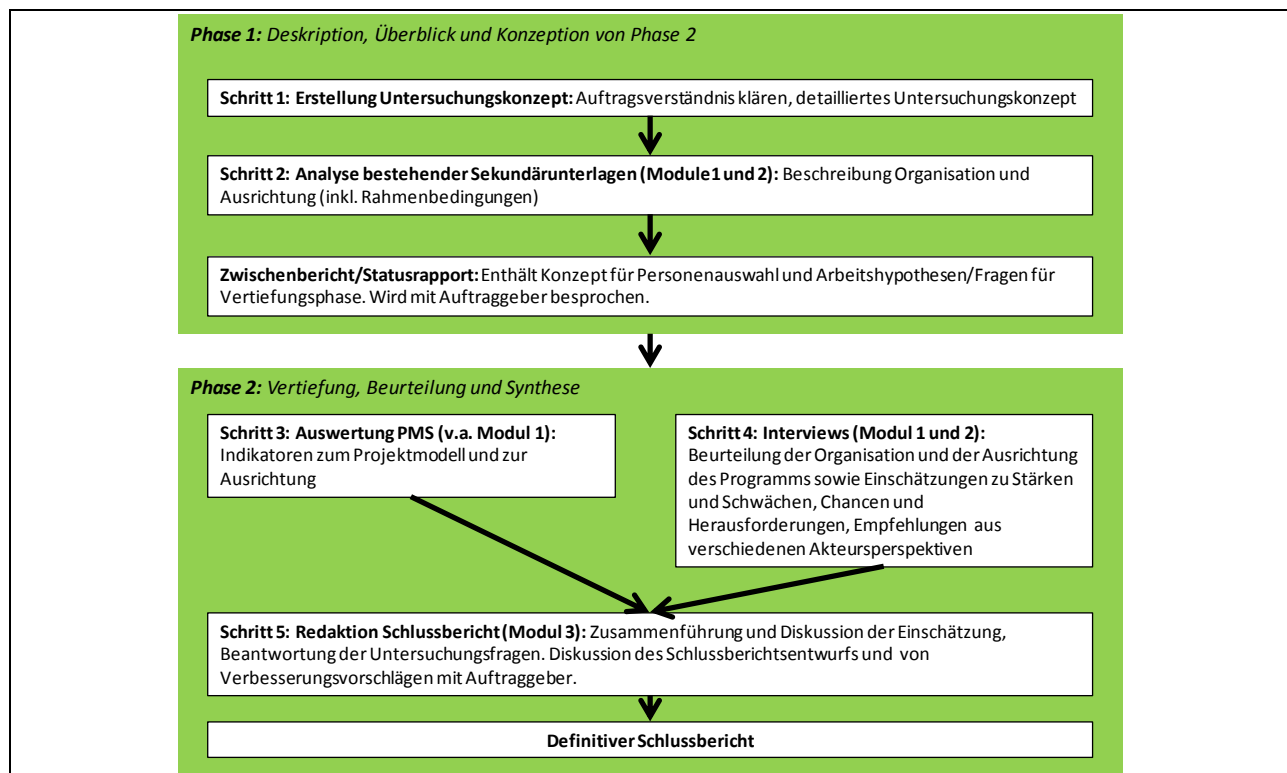 Phase 1: Deskription, Überblick und Konzeption von Phase 2
Schritt 1: Erstellung Untersuchungskonzept: Auftragsverständnis klären, detailliertes Untersuchungskonzept
Schritt 2: Analyse bestehender Sekundärunterlagen (Module 1 und 2): Beschreibung Organisation und
Ausrichtung (inkl. Rahmenbedingungen)
Zwischenbericht/Statusrapport: Enthält Konzept für Personenauswahl und Arbeitshypothesen/Fragen für
Vertiefungsphase. Wird mit Auftraggeber besprochen.
Phase 2: Vertiefung, Beurteilung und Synthese
Schritt 3: Auswertung PMS (v.a. Modul 1):
Indikatoren zum Projektmodell und zur
Ausrichtung
Schritt 4: Interviews (Modul 1 und 2):
Beurteilung der Organisation und der Ausrichtung
des Programms sowie Einschätzungen zu Stärken
und Schwächen, Chancen und
Herausforderungen, Empfehlungen aus
verschiedenen Akteursperspektiven
Schritt 5: Redaktion Schlussbericht (Modul 3): Zusammenführung und Diskussion der Einschätzung,
Beantwortung der Untersuchungsfragen. Diskussion des Schlussberichtsentwurfs und von
Verbesserungsvorschlägen mit Auftraggeber.
Definitiver Schlussbericht